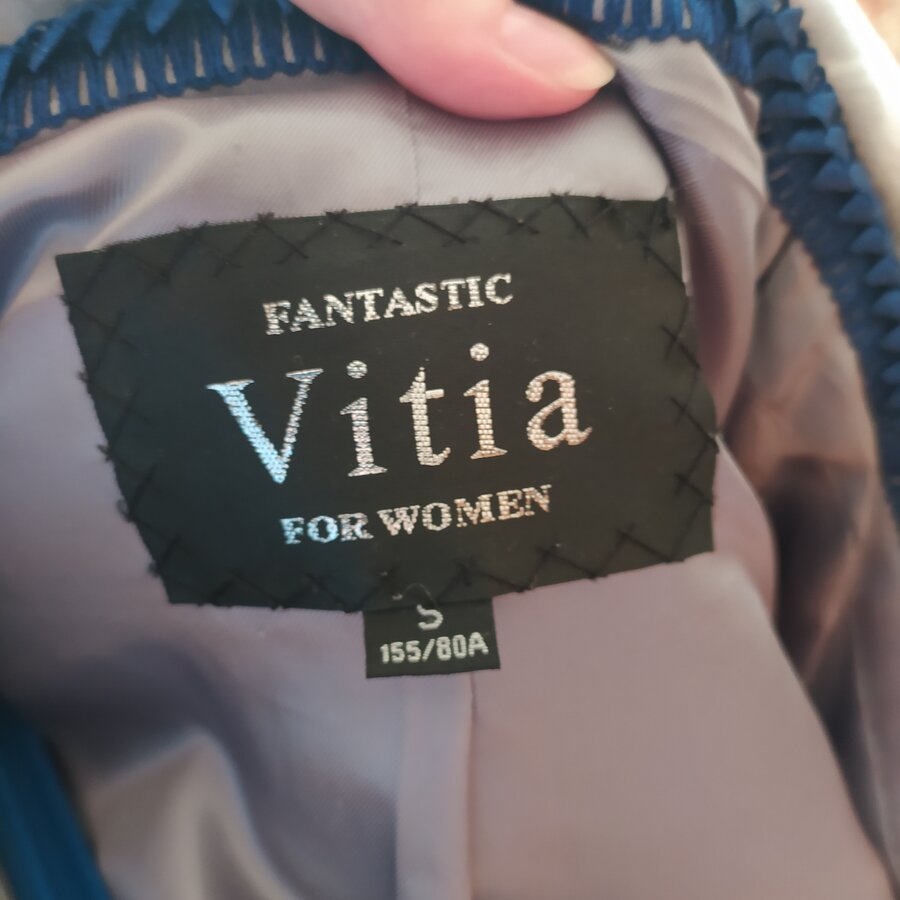 FANTASTIC
Vitia
FOR WOMEN
S
155/80A